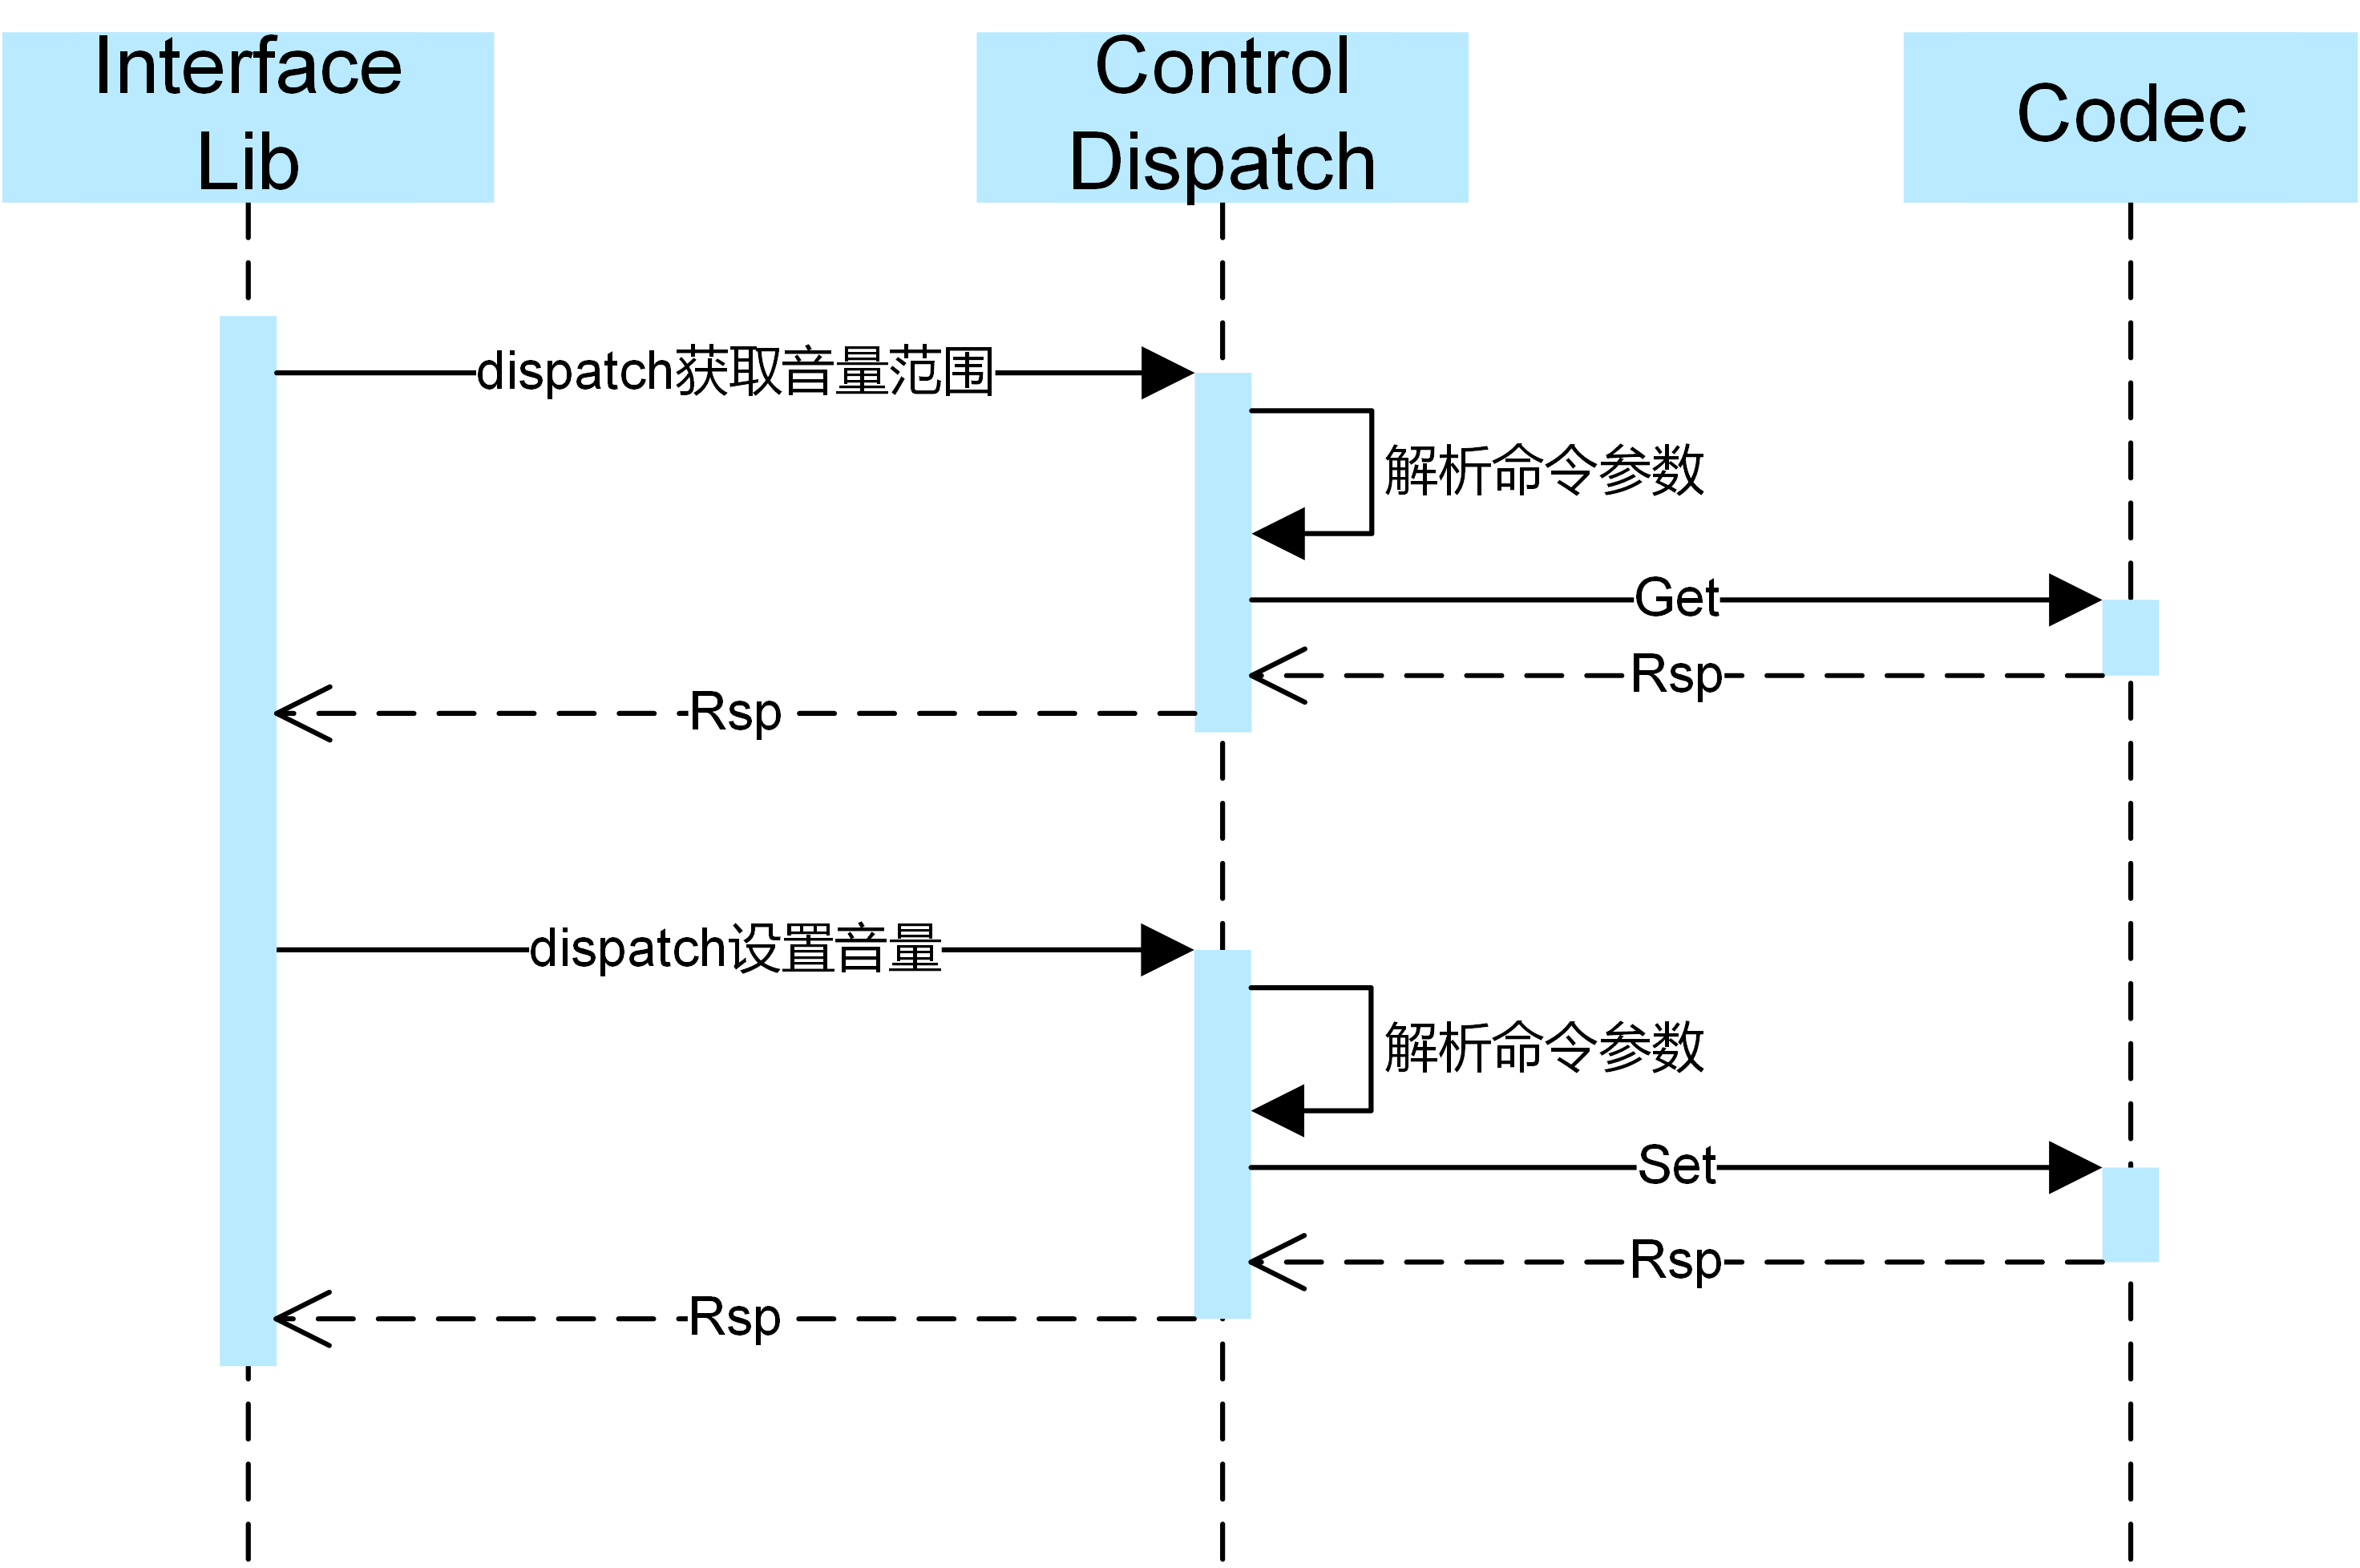 Interface
Lib
Control
Dispatch
Codec
dispatch获取音量范围
解析命令参数
Get
Rsp
Rsp
dispatch设置音量
解析命令参数
Set
Rsp
Rsp